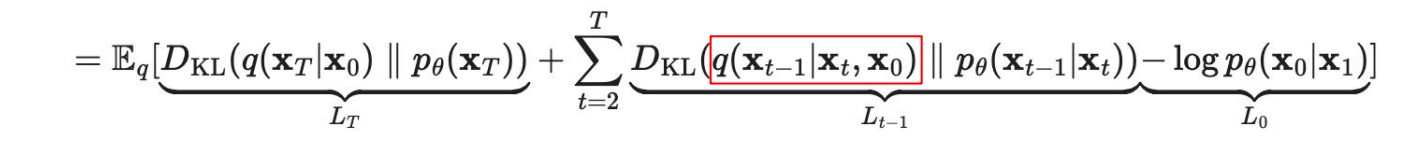 = 𝔼_q[D_KL(q(𝐱_T|𝐱_0) ∥ p_θ(𝐱_T)) + ∑_{t=2}^{T} D_KL(q(𝐱_{t−1}|𝐱_t, 𝐱_0) ∥ p_θ(𝐱_{t−1}|𝐱_t)) − log p_θ(𝐱_0|𝐱_1)]
L_T L_{t−1} L_0